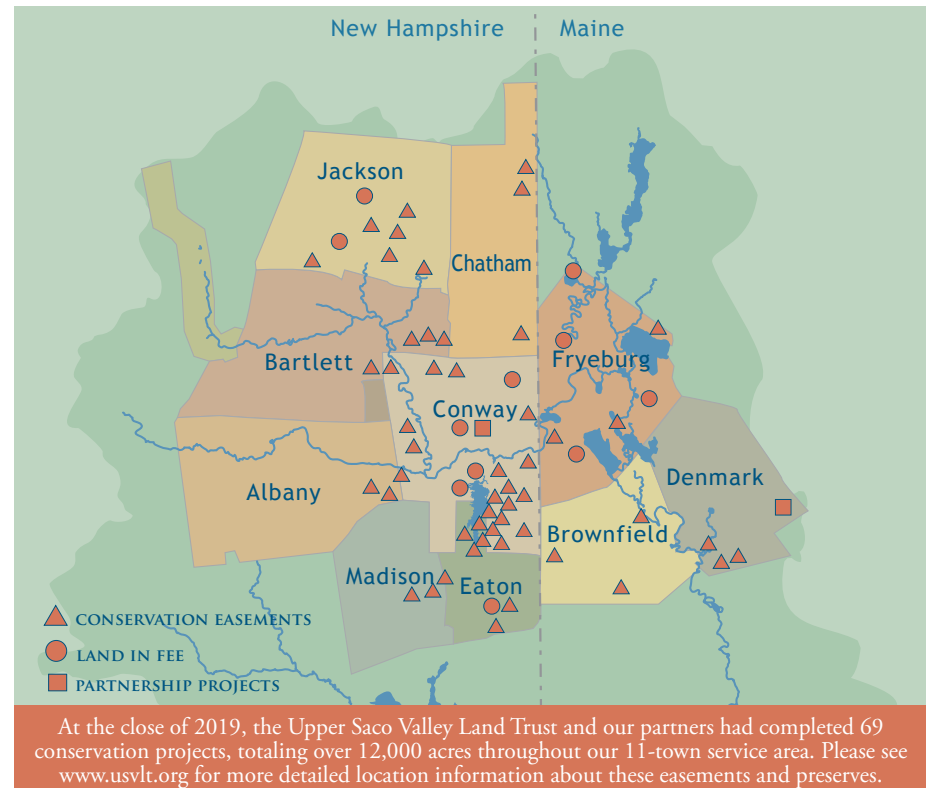 New Hampshire
Maine
Jackson
Chatham
Bartlett
Fryeburg
Conway
Denmark
Albany
Brownfield
Madison
Eaton
CONSERVATION EASEMENTS
LAND IN FEE
PARTNERSHIP PROJECTS
At the close of 2019, the Upper Saco Valley Land Trust and our partners had completed 69
conservation projects, totaling over 12,000 acres throughout our 11-town service area. Please see
www.usvlt.org for more detailed location information about these easements and preserves.